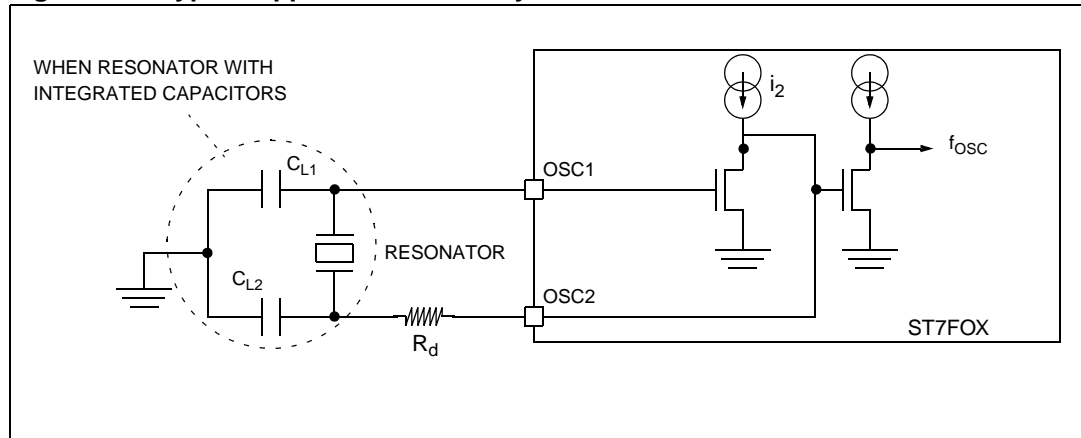 WHEN RESONATOR WITH
INTEGRATED CAPACITORS
CL1
i2
fOSC
OSC1
RESONATOR
CL2
OSC2
Rd
ST7FOX